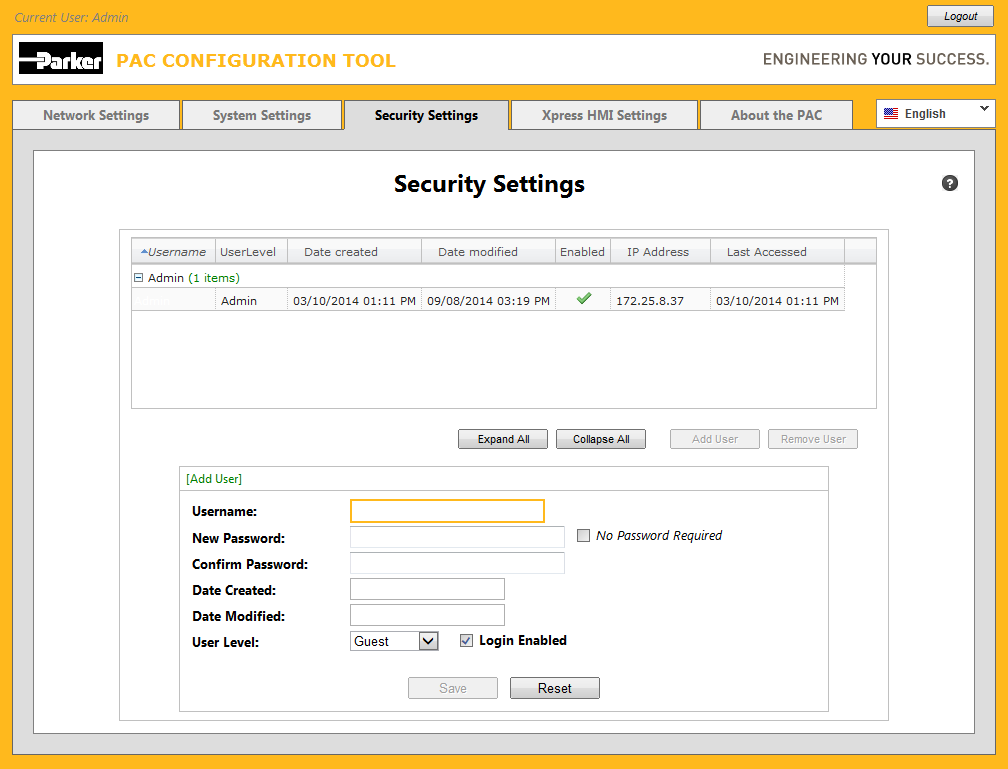 Current User: Admin
Logout
Parker
PAC CONFIGURATION TOOL
ENGINEERING YOUR SUCCESS.
Network Settings
System Settings
Security Settings
Xpress HMI Settings
About the PAC
English
Security Settings
?
Username UserLevel Date created Date modified Enabled IP Address Last Accessed
Admin (1 items)
Admin 03/10/2014 01:11 PM 09/08/2014 03:19 PM 172.25.8.37 03/10/2014 01:11 PM
Expand All
Collapse All
Add User
Remove User
[Add User]
Username:
New Password:
No Password Required
Confirm Password:
Date Created:
Date Modified:
User Level:
Guest
Login Enabled
Save
Reset